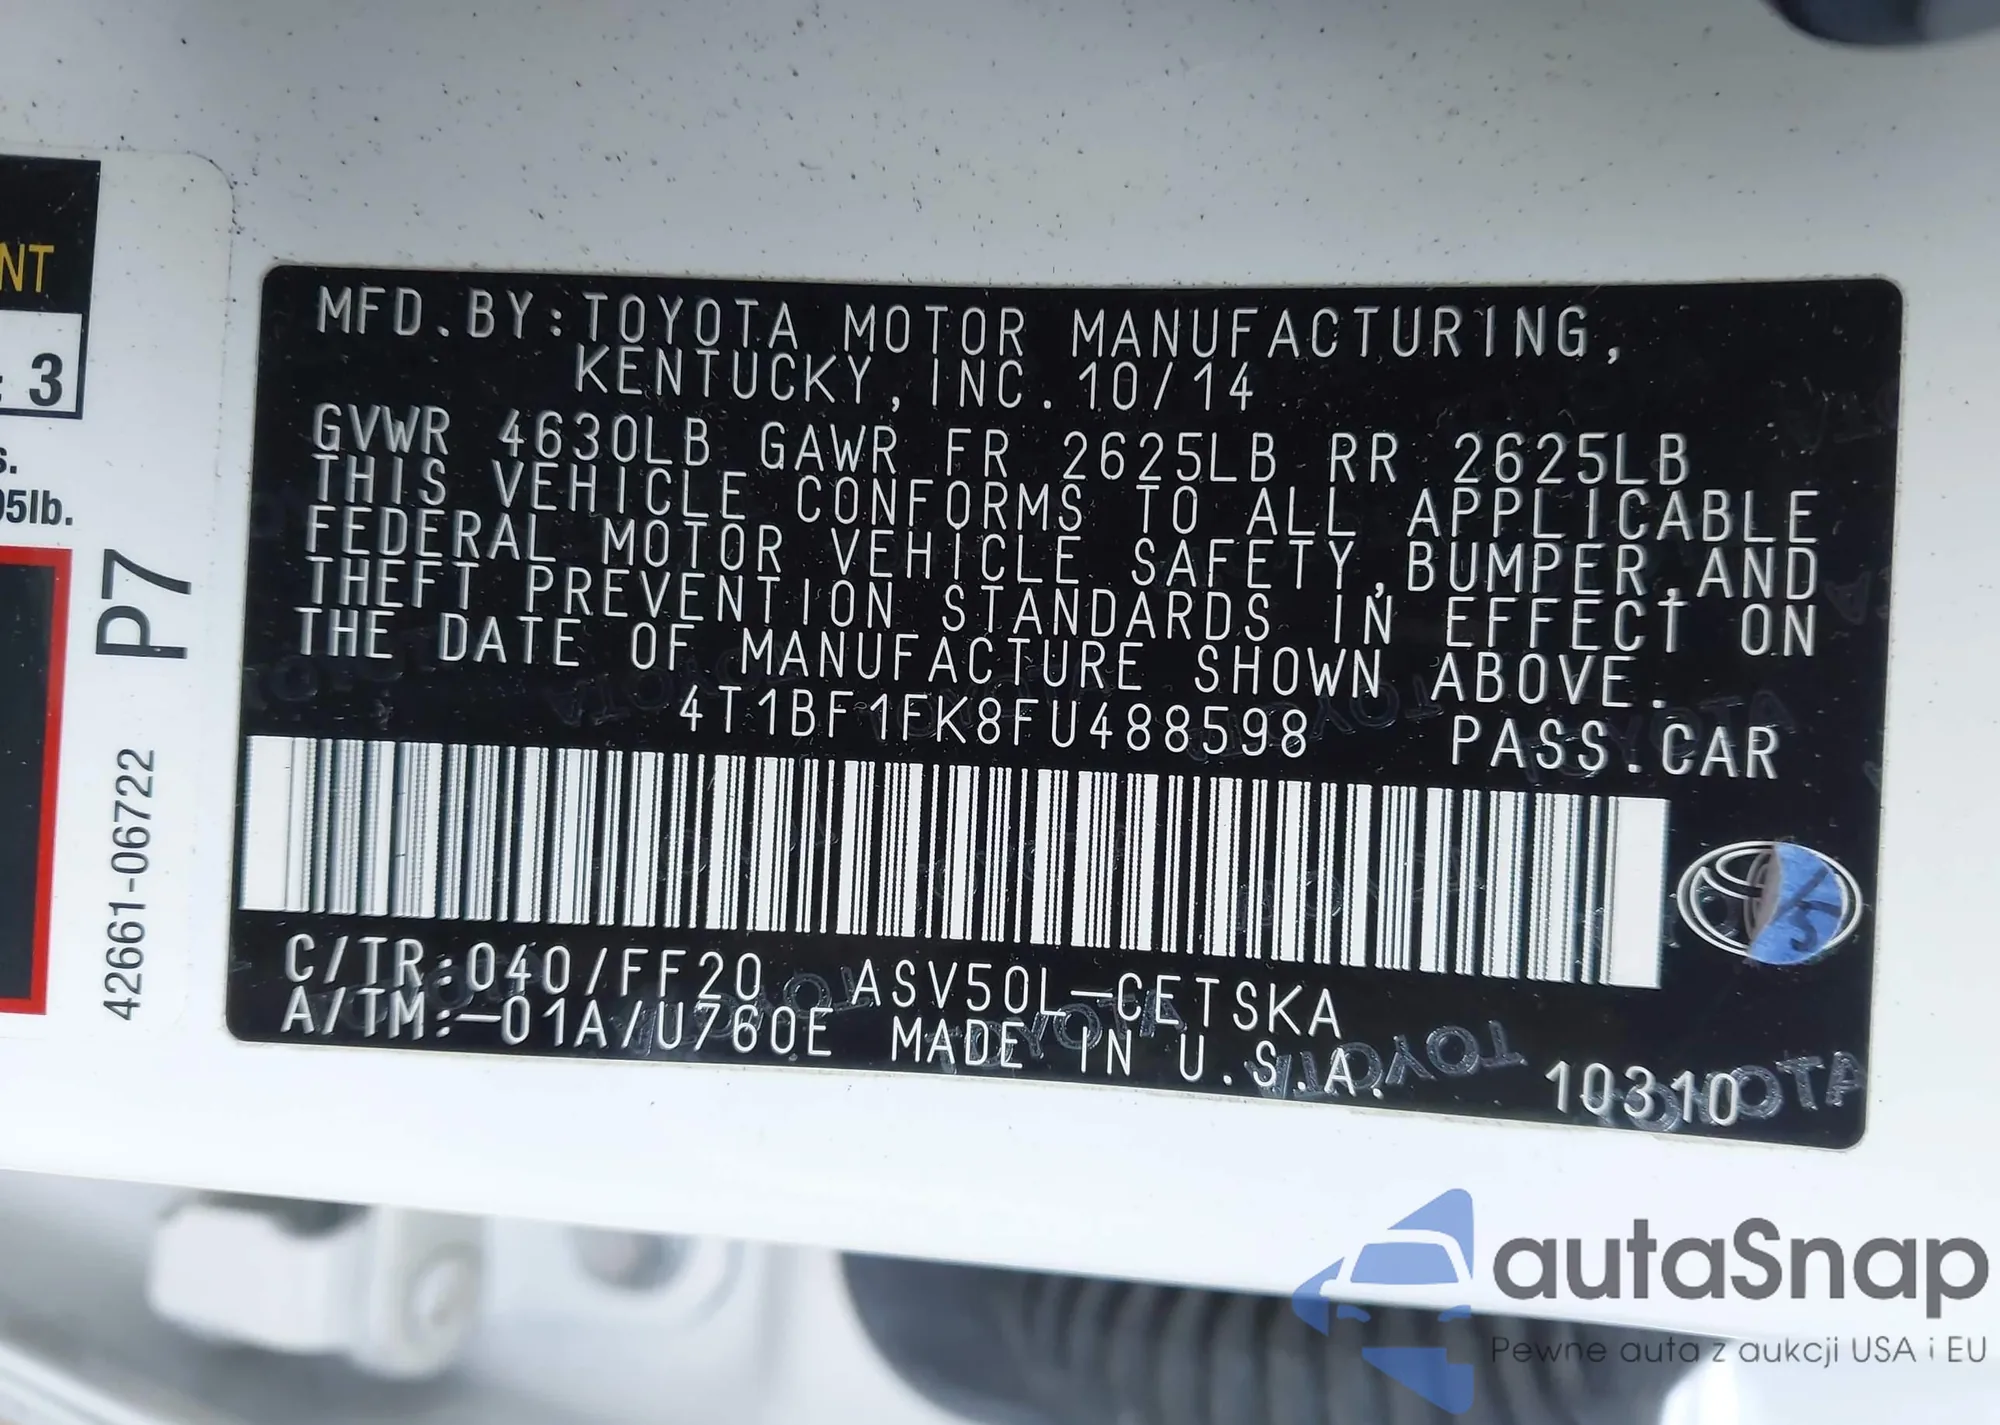 NT
: 3
s.
05lb.
P7
42661-06722
MFD.BY:TOYOTA MOTOR MANUFACTURING,
KENTUCKY,INC.10/14
GVWR 4630LB GAWR FR 2625LB RR 2625LB
THIS VEHICLE CONFORMS TO ALL APPLICABLE
FEDERAL MOTOR VEHICLE SAFETY,BUMPER,AND
THEFT PREVENTION STANDARDS IN EFFECT ON
THE DATE OF MANUFACTURE SHOWN ABOVE.
4T1BF1FK8FU488598 PASS.CAR
C/TR:040/FF20 ASV50L-CETSKA
A/TM:-01A/U760E MADE IN U.S.A.
10310
autaSnap
Pewne auta z aukcji USA i EU